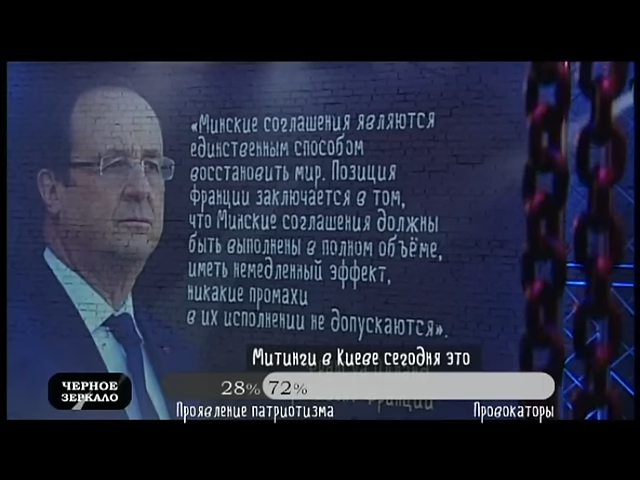 «Минские соглашения являются
единственным способом
восстановить мир. Позиция
франции заключается в том,
что Минские соглашения должны
быть выполнены в полном объёме,
иметь немедленный эффект,
никакие промахи
в их исполнении не допускаются».
Митинги в Киеве сегодня это
ЧЕРНОЕ
ЗЕРКАЛО
28% 72%
Проявление патриотизма Провокаторы